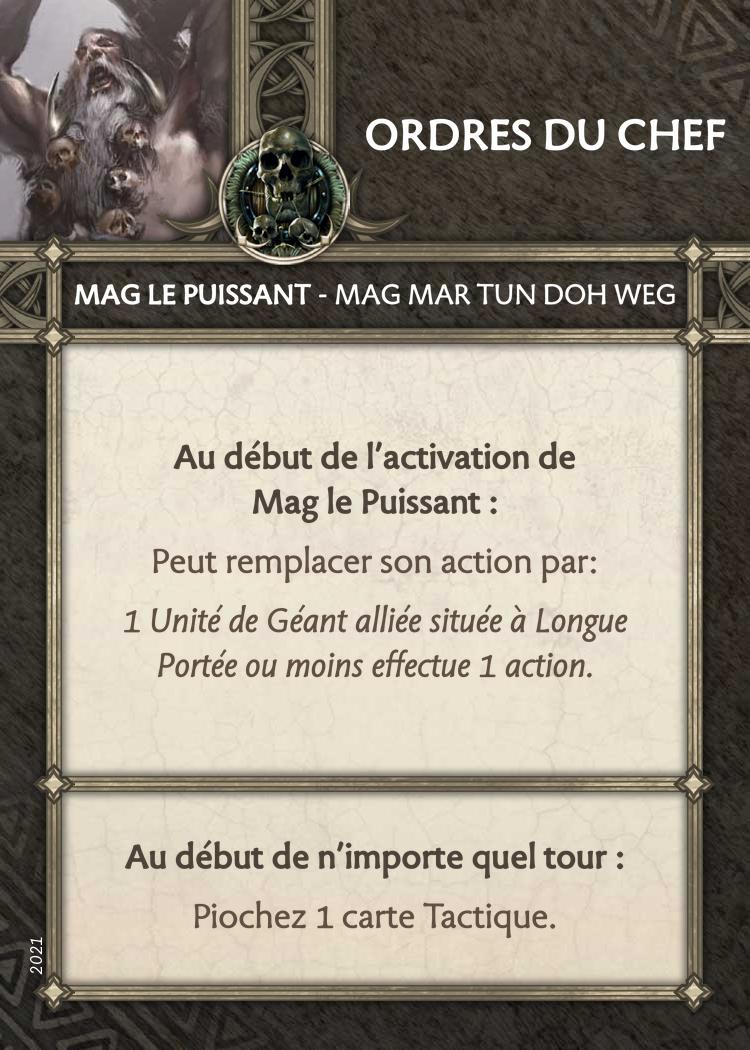 ORDRES DU CHEF
MAG LE PUISSANT - MAG MAR TUN DOH WEG
Au début de l'activation de
Mag le Puissant :
Peut remplacer son action par:
1 Unité de Géant alliée située à Longue
Portée ou moins effectue 1 action.
Au début de n'importe quel tour :
Piochez 1 carte Tactique.
2021